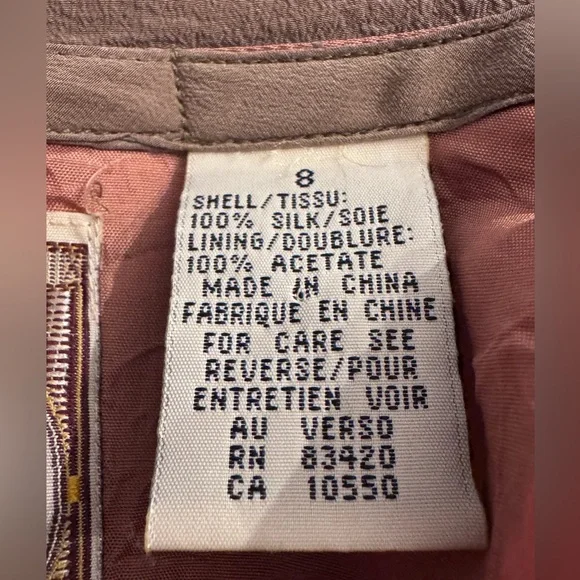 8
SHELL/TISSU:
100% SILK/SOIE
LINING/DOUBLURE:
100% ACETATE
MADE IN CHINA
FABRIQUE EN CHINE
FOR CARE SEE
REVERSE/POUR
ENTRETIEN VOIR
AU VERSO
RN 83420
CA 10550